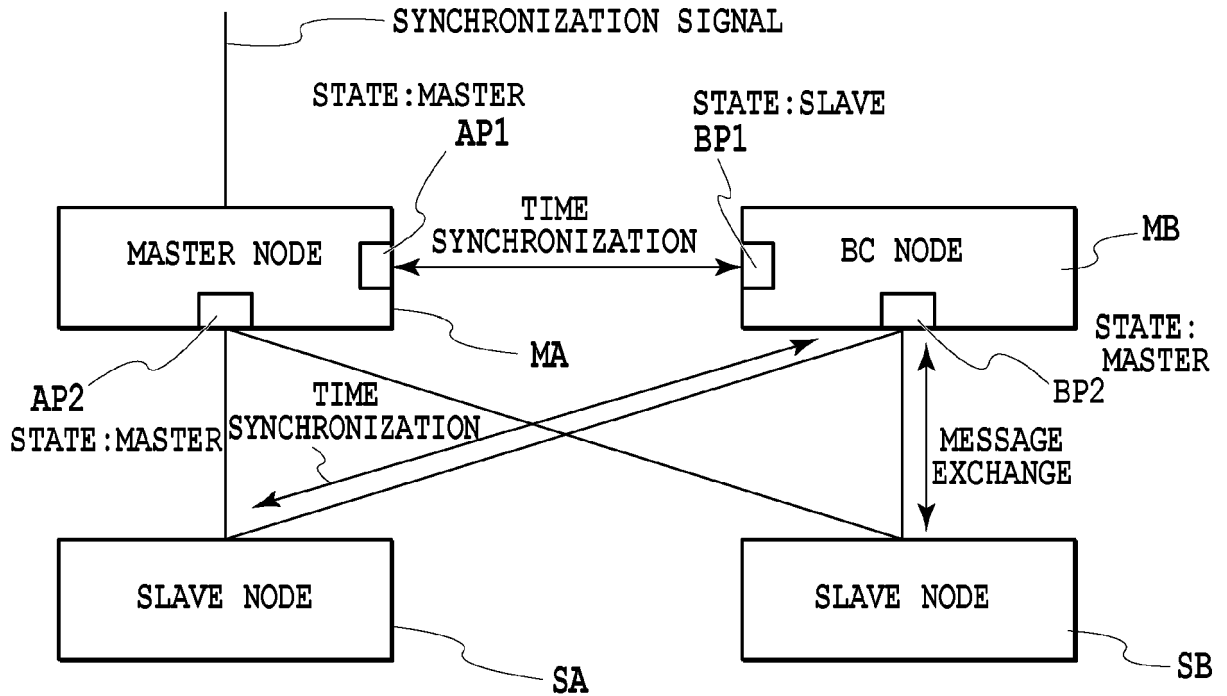 SYNCHRONIZATION SIGNAL
STATE:MASTER
AP1
STATE:SLAVE
BP1
MASTER NODE
TIME
SYNCHRONIZATION
BC NODE
MB
MA
STATE:
MASTER
AP2
STATE:MASTER
TIME
SYNCHRONIZATION
BP2
MESSAGE
EXCHANGE
SLAVE NODE
SLAVE NODE
SA
SB